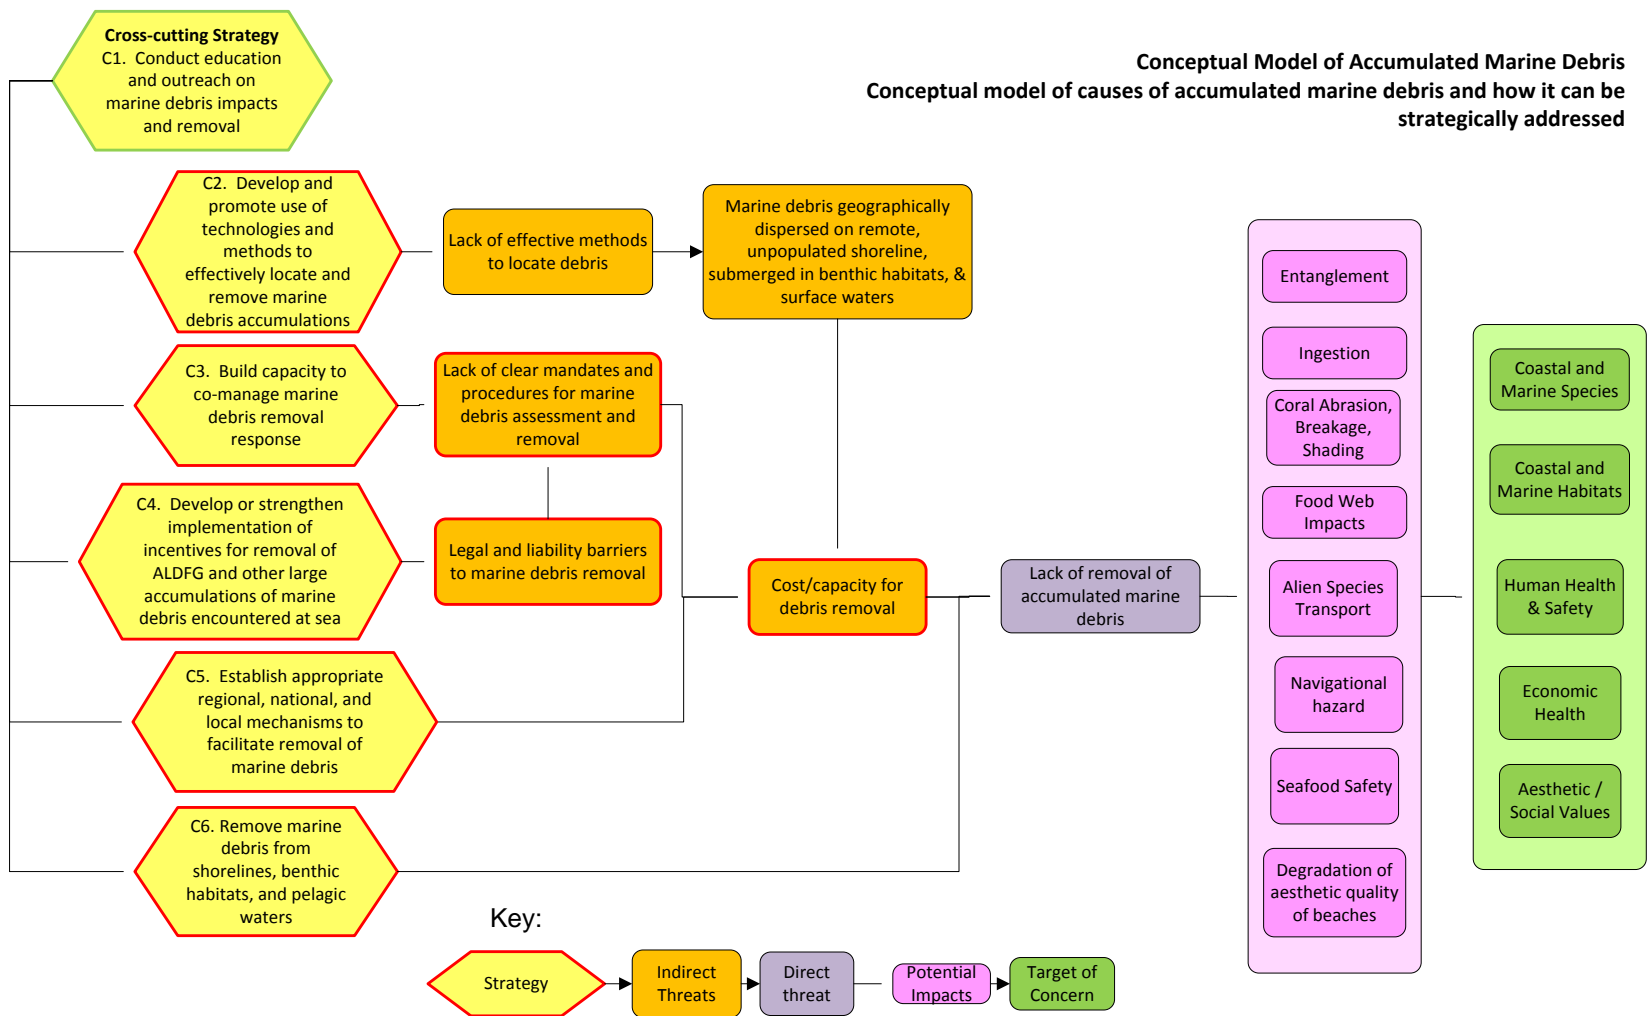 Cross-cutting Strategy
C1. Conduct education
and outreach on
marine debris impacts
and removal
Conceptual Model of Accumulated Marine Debris
Conceptual model of causes of accumulated marine debris and how it can be
strategically addressed
C2. Develop and
promote use of
technologies and
methods to
effectively locate and
remove marine
debris accumulations
Lack of effective methods
to locate debris
Marine debris geographically
dispersed on remote,
unpopulated shoreline,
submerged in benthic habitats, &
surface waters
C3. Build capacity to
co-manage marine
debris removal
response
Lack of clear mandates and
procedures for marine
debris assessment and
removal
C4. Develop or strengthen
implementation of
incentives for removal of
ALDFG and other large
accumulations of marine
debris encountered at sea
Legal and liability barriers
to marine debris removal
Cost/capacity for
debris removal
Lack of removal of
accumulated marine
debris
C5. Establish appropriate
regional, national, and
local mechanisms to
facilitate removal of
marine debris
C6. Remove marine
debris from
shorelines, benthic
habitats, and pelagic
waters
Entanglement
Ingestion
Coral Abrasion,
Breakage,
Shading
Food Web
Impacts
Alien Species
Transport
Navigational
hazard
Seafood Safety
Degradation of
aesthetic quality
of beaches
Coastal and
Marine Species
Coastal and
Marine Habitats
Human Health
& Safety
Economic
Health
Aesthetic /
Social Values
Key:
Strategy
Indirect
Threats
Direct
threat
Potential
Impacts
Target of
Concern